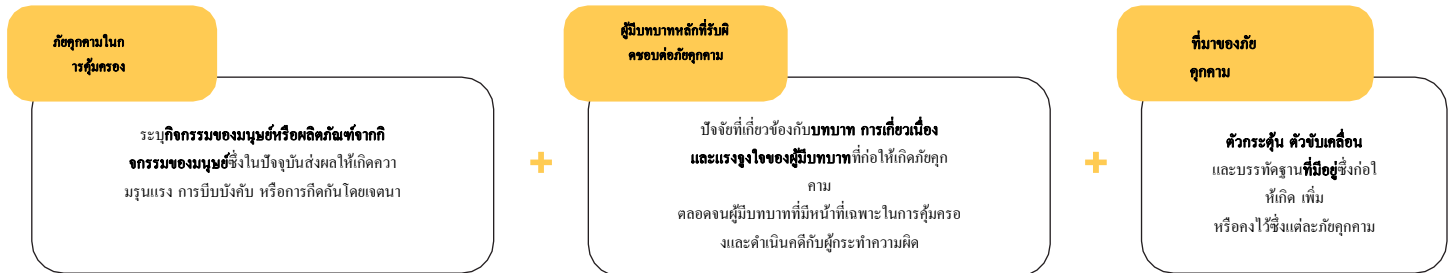 ภัยคุกคามในก
ารคุ้มครอง
ระบุกิจกรรมของมนุษย์หรือผลิตภัณฑ์จากกิ
จกรรมของมนุษย์ซึ่งในปัจจุบันส่งผลให้เกิดควา
มรุนแรง การบีบบังคับ หรือการกีดกันโดยเจตนา
+
ผู้มีบทบาทหลักที่รับผิ
ดชอบต่อภัยคุกคาม
ปัจจัยที่เกี่ยวข้องกับบทบาท การเกี่ยวเนื่อง
และแรงจูงใจของผู้มีบทบาทที่ก่อให้เกิดภัยคุก
คาม
ตลอดจนผู้มีบทบาทที่มีหน้าที่เฉพาะในการคุ้มครอ
งและดำเนินคดีกับผู้กระทำความผิด
+
ที่มาของภัย
คุกคาม
ตัวกระตุ้น ตัวขับเคลื่อน
และบรรทัดฐานที่มีอยู่ซึ่งก่อใ
ห้เกิด เพิ่ม
หรือคงไว้ซึ่งแต่ละภัยคุกคาม